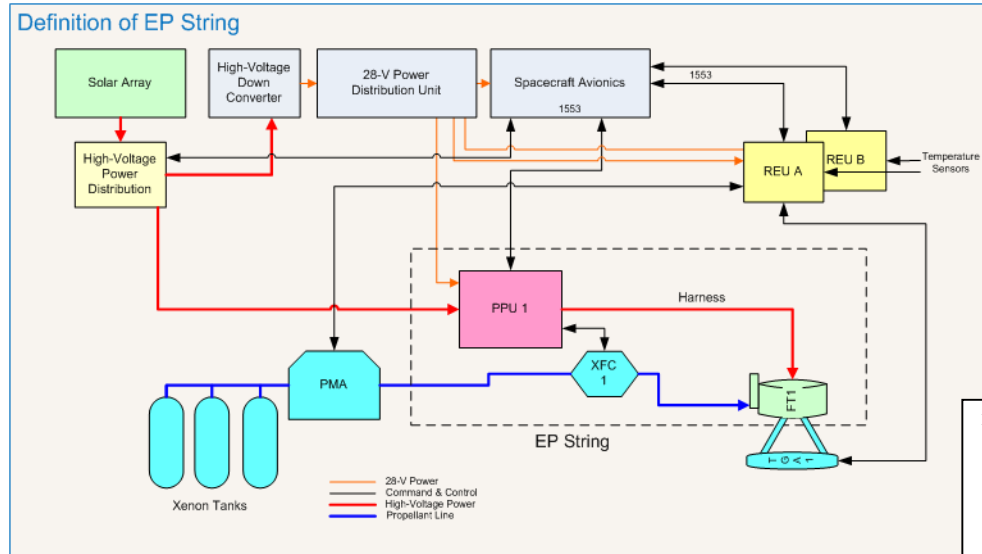 Definition of EP String
Solar Array
High-Voltage
Down
Converter
28-V Power
Distribution Unit
Spacecraft Avionics
1553
1553
High-Voltage
Power
Distribution
REU A
REU B
Temperature
Sensors
PPU 1
Harness
PMA
XFC
1
FT1
TGA1
EP String
Xenon Tanks
28-V Power
Command & Control
High-Voltage Power
Propellant Line